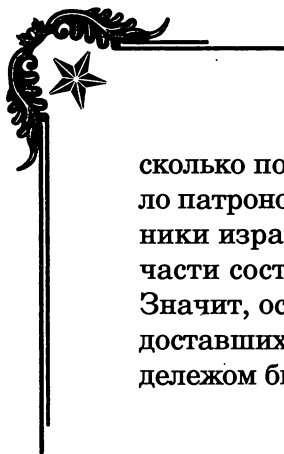 сколько по
ло патроно
ники изра
части сост
Значит, ос
доставших
дележом б